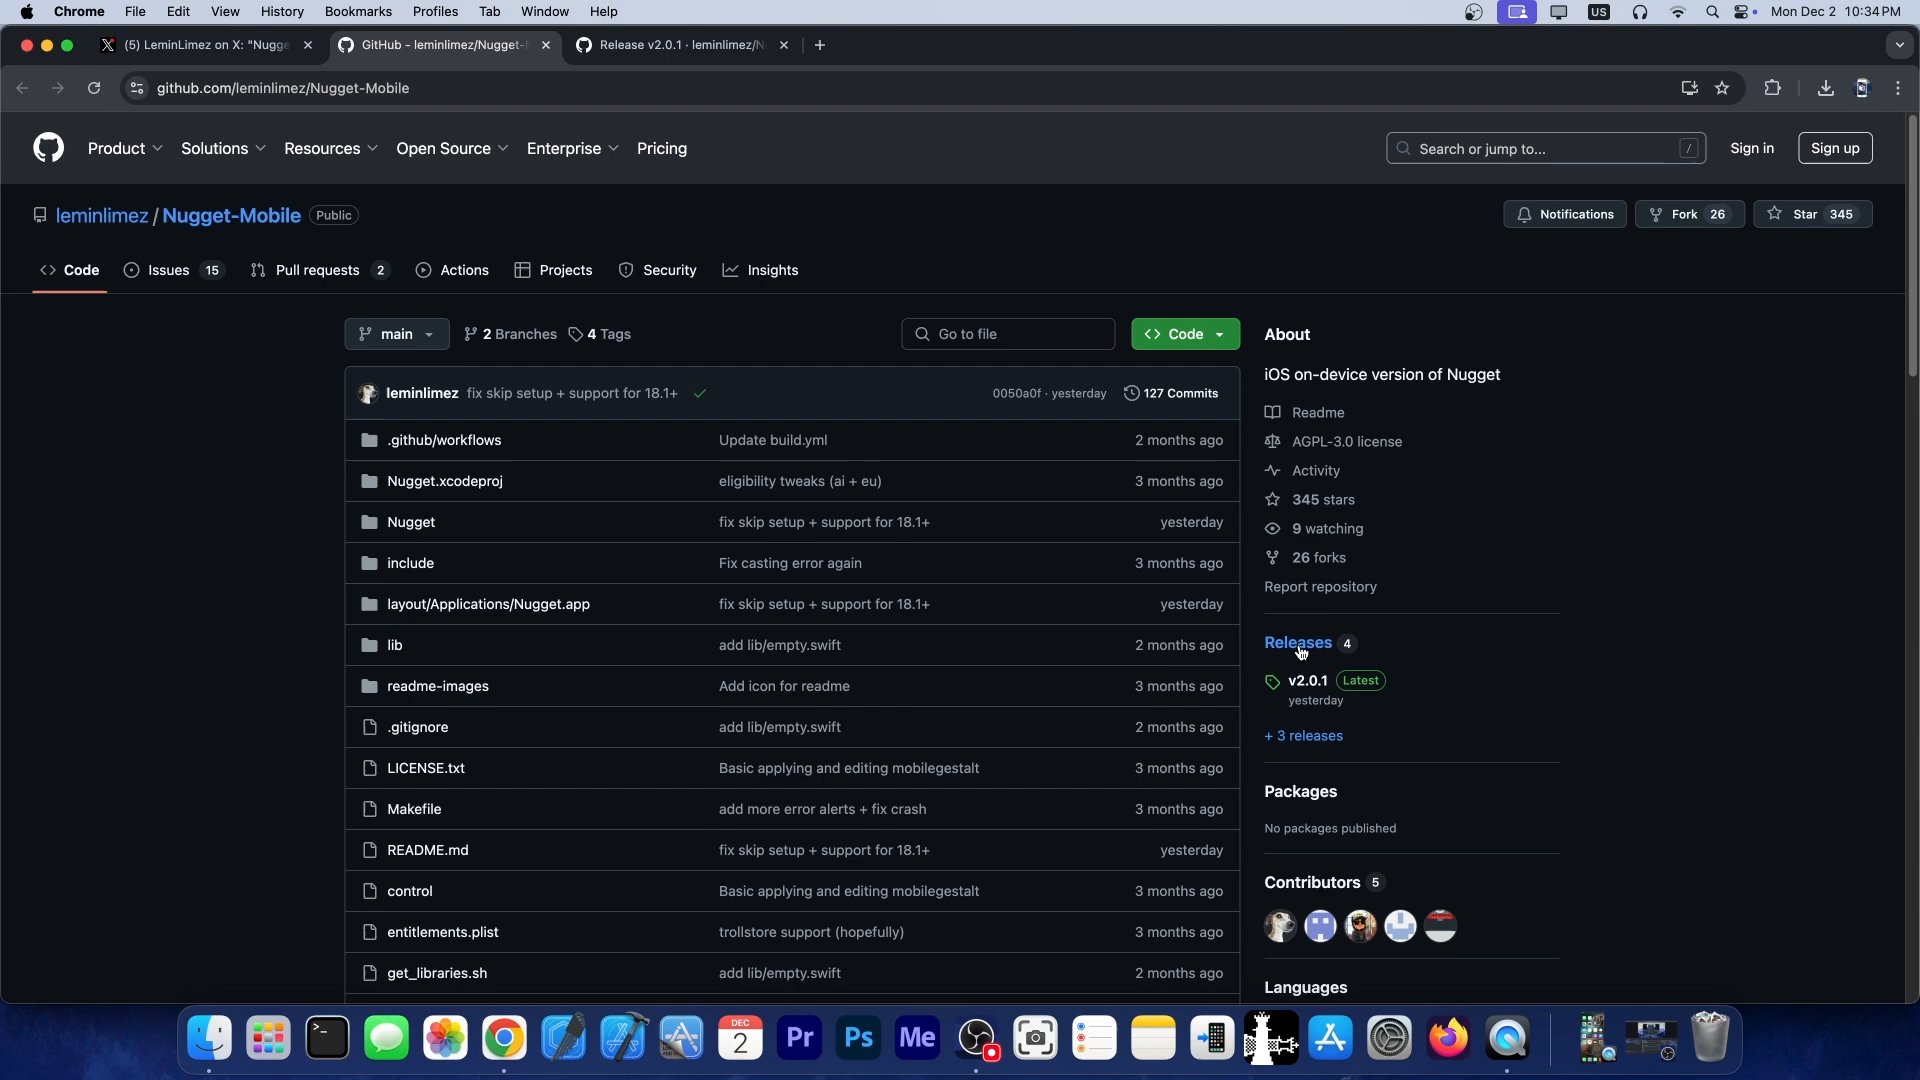 Chrome File Edit View History Bookmarks Profiles Tab Window Help US Mon Dec 2 10:34 PM
(5) LeminLimez on X: "Nugge GitHub - leminlimez/Nugget- Release v2.0.1 · leminlimez/N
github.com/leminlimez/Nugget-Mobile
Product Solutions Resources Open Source Enterprise Pricing Search or jump to... / Sign in Sign up
leminlimez / Nugget-Mobile Public Notifications Fork 26 Star 345
Code Issues 15 Pull requests 2 Actions Projects Security Insights
main 2 Branches 4 Tags Go to file Code About
iOS on-device version of Nugget
leminlimez fix skip setup + support for 18.1+ 0050a0f · yesterday 127 Commits
Readme
.github/workflows Update build.yml 2 months ago
AGPL-3.0 license
Activity
Nugget.xcodeproj eligibility tweaks (ai + eu) 3 months ago
345 stars
Nugget fix skip setup + support for 18.1+ yesterday
9 watching
include Fix casting error again 3 months ago
26 forks
Report repository
layout/Applications/Nugget.app fix skip setup + support for 18.1+ yesterday
lib add lib/empty.swift 2 months ago
Releases 4
v2.0.1 Latest
readme-images Add icon for readme 3 months ago
yesterday
.gitignore add lib/empty.swift 2 months ago
+ 3 releases
LICENSE.txt Basic applying and editing mobilegestalt 3 months ago
Packages
Makefile add more error alerts + fix crash 3 months ago
No packages published
README.md fix skip setup + support for 18.1+ yesterday
Contributors 5
control Basic applying and editing mobilegestalt 3 months ago
entitlements.plist trollstore support (hopefully) 3 months ago
get_libraries.sh add lib/empty.swift 2 months ago
Languages
DEC
2
Pr Ps Me